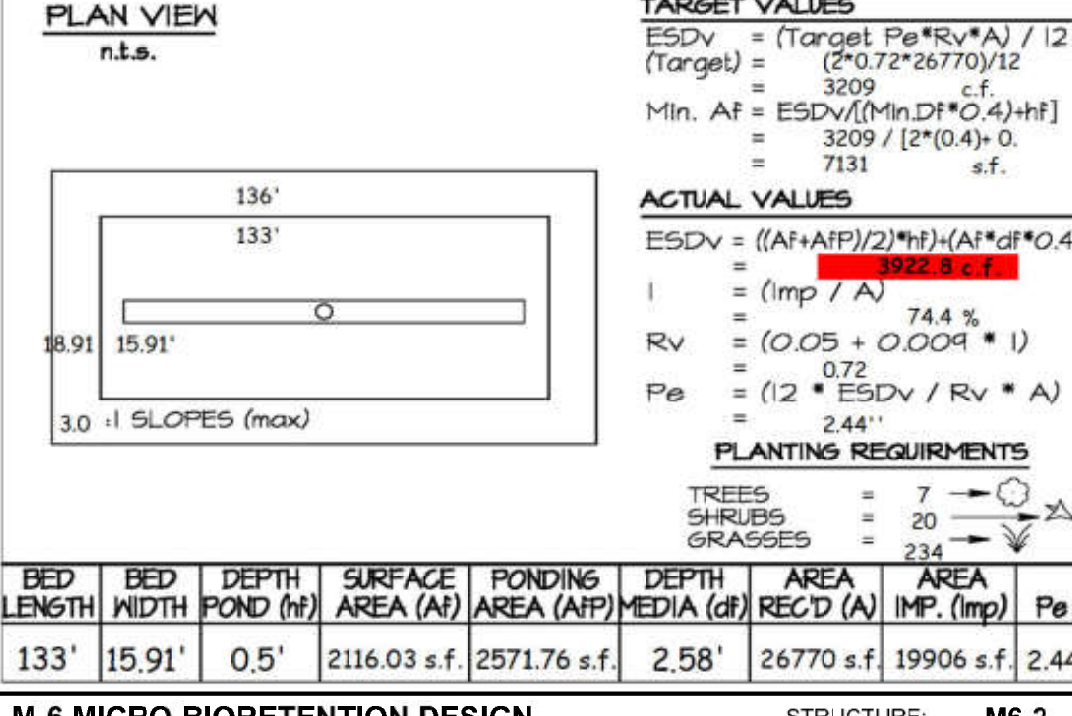 PLAN VIEW
n.t.s.
136'
133'
18.91 15.91'
3.0 :1 SLOPES (max)
TARGET VALUES
ESDv = (Target Pe*Rv*A) / 12
(Target) = (2*0.72*26770)/12
= 3209 c.f.
Min. Af = ESDv/[(Min.Df*0.4)+hf]
= 3209 / [2*(0.4)+ 0.
= 7131 s.f.
ACTUAL VALUES
ESDv = ((Af+AfP)/2)*hf)+(Af*df*0.4
= 3922.8 c.f.
I = (Imp / A)
= 74.4 %
Rv = (0.05 + 0.009 * I)
= 0.72
Pe = (12 * ESDv / Rv * A)
= 2.44''
PLANTING REQUIRMENTS
TREES = 7
SHRUBS = 20
GRASSES = 234
BED LENGTH BED WIDTH DEPTH POND (hf) SURFACE AREA (Af) PONDING AREA (AfP) DEPTH MEDIA (df) AREA REC'D (A) AREA IMP. (Imp) Pe
133' 15.91' 0.5' 2116.03 s.f. 2571.76 s.f. 2.58' 26770 s.f. 19906 s.f. 2.44
M-6 MICRO-BIORETENTION DESIGN STRUCTURE: M6-2